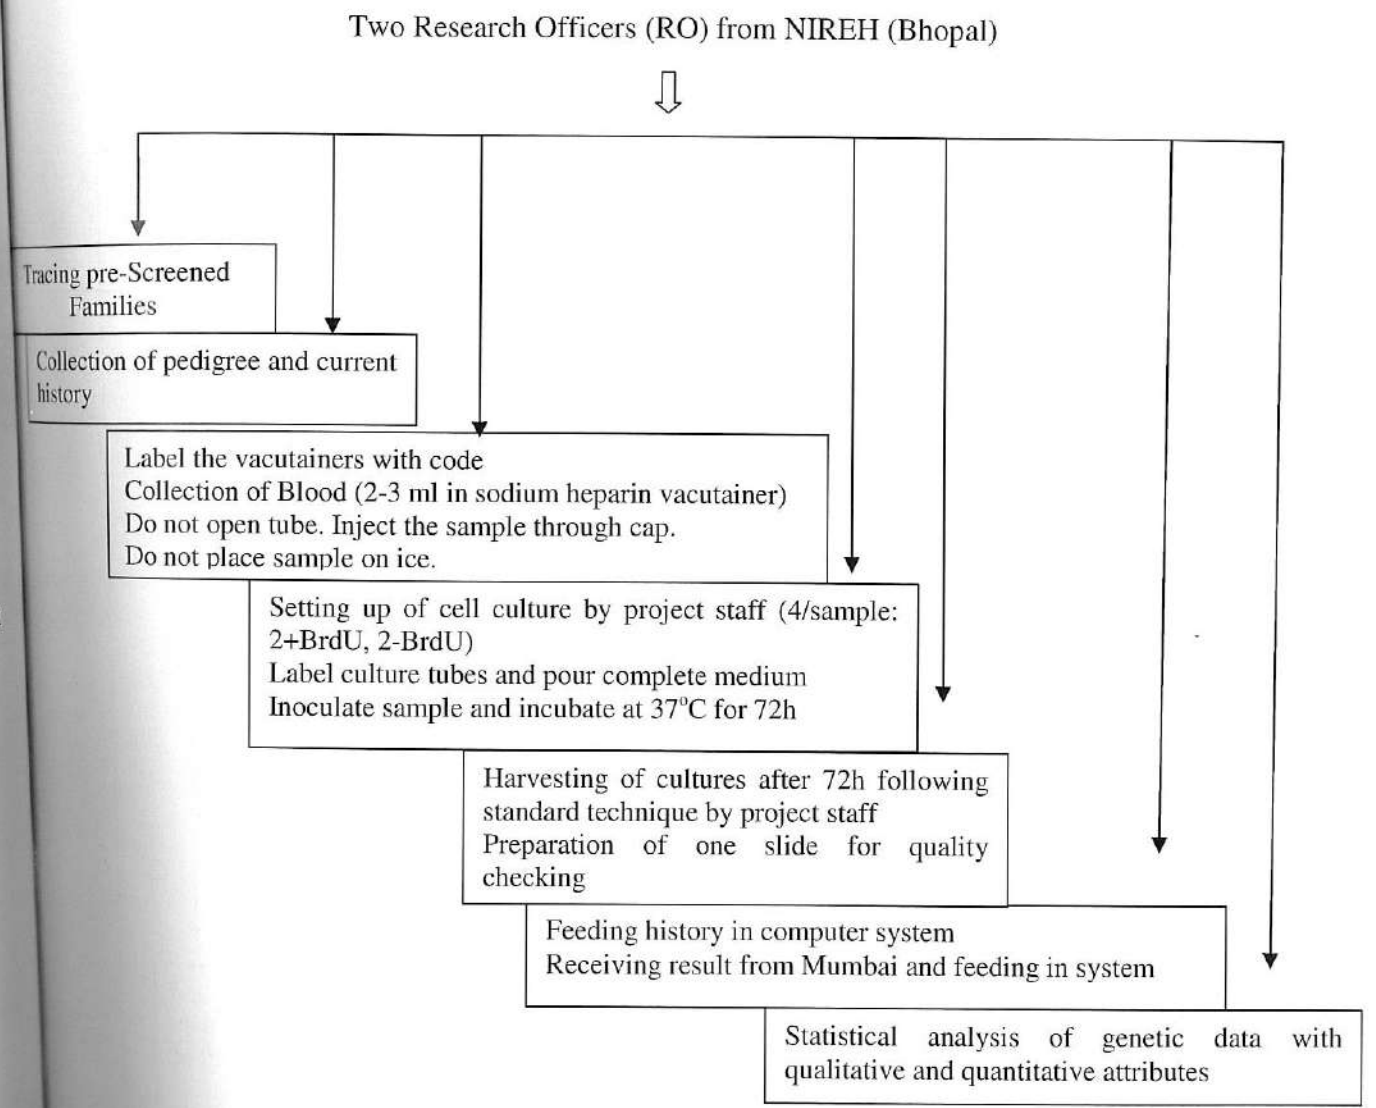 Two Research Officers (RO) from NIREH (Bhopal)
Tracing pre-Screened
Families
Collection of pedigree and current
history
Label the vacutainers with code
Collection of Blood (2-3 ml in sodium heparin vacutainer)
Do not open tube. Inject the sample through cap.
Do not place sample on ice.
Setting up of cell culture by project staff (4/sample:
2+BrdU, 2-BrdU)
Label culture tubes and pour complete medium
Inoculate sample and incubate at 37°C for 72h
Harvesting of cultures after 72h following
standard technique by project staff
Preparation of one slide for quality
checking
Feeding history in computer system
Receiving result from Mumbai and feeding in system
Statistical analysis of genetic data with
qualitative and quantitative attributes